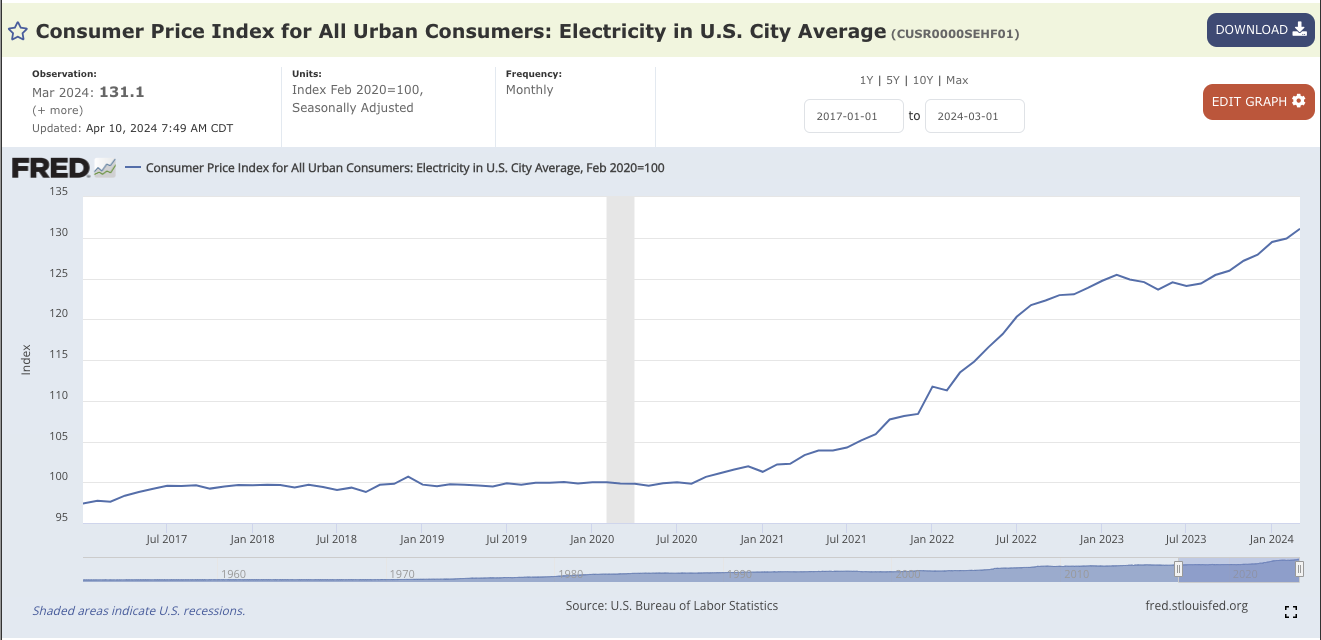 Consumer Price Index for All Urban Consumers: Electricity in U.S. City Average (CUSR0000SEHF01)
DOWNLOAD
Observation:
Mar 2024: 131.1
(+ more)
Updated: Apr 10, 2024 7:49 AM CDT
Units:
Index Feb 2020=100,
Seasonally Adjusted
Frequency:
Monthly
1Y | 5Y | 10Y | Max
2017-01-01 to 2024-03-01
EDIT GRAPH
FRED
Consumer Price Index for All Urban Consumers: Electricity in U.S. City Average, Feb 2020=100
135
130
125
120
115
110
105
100
95
Index
Jul 2017 Jan 2018 Jul 2018 Jan 2019 Jul 2019 Jan 2020 Jul 2020 Jan 2021 Jul 2021 Jan 2022 Jul 2022 Jan 2023 Jul 2023 Jan 2024
1960 1970 1980 1990 2000 2010 2020
Shaded areas indicate U.S. recessions.
Source: U.S. Bureau of Labor Statistics
fred.stlouisfed.org